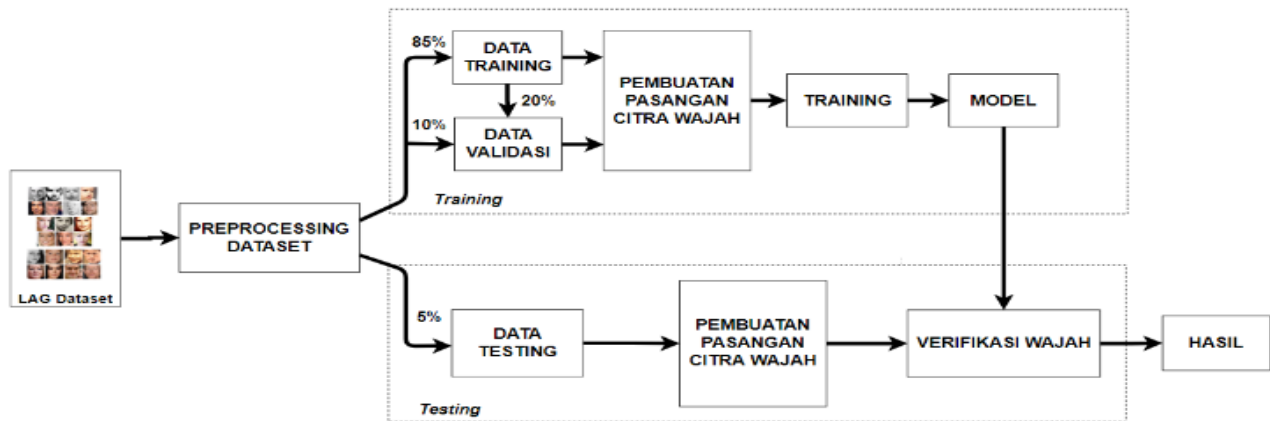 85%
DATA
TRAINING
20%
10%
DATA
VALIDASI
PEMBUATAN
PASANGAN
CITRA WAJAH
TRAINING
MODEL
Training
LAG Dataset
PREPROCESSING
DATASET
5%
DATA
TESTING
PEMBUATAN
PASANGAN
CITRA WAJAH
VERIFIKASI WAJAH
HASIL
Testing